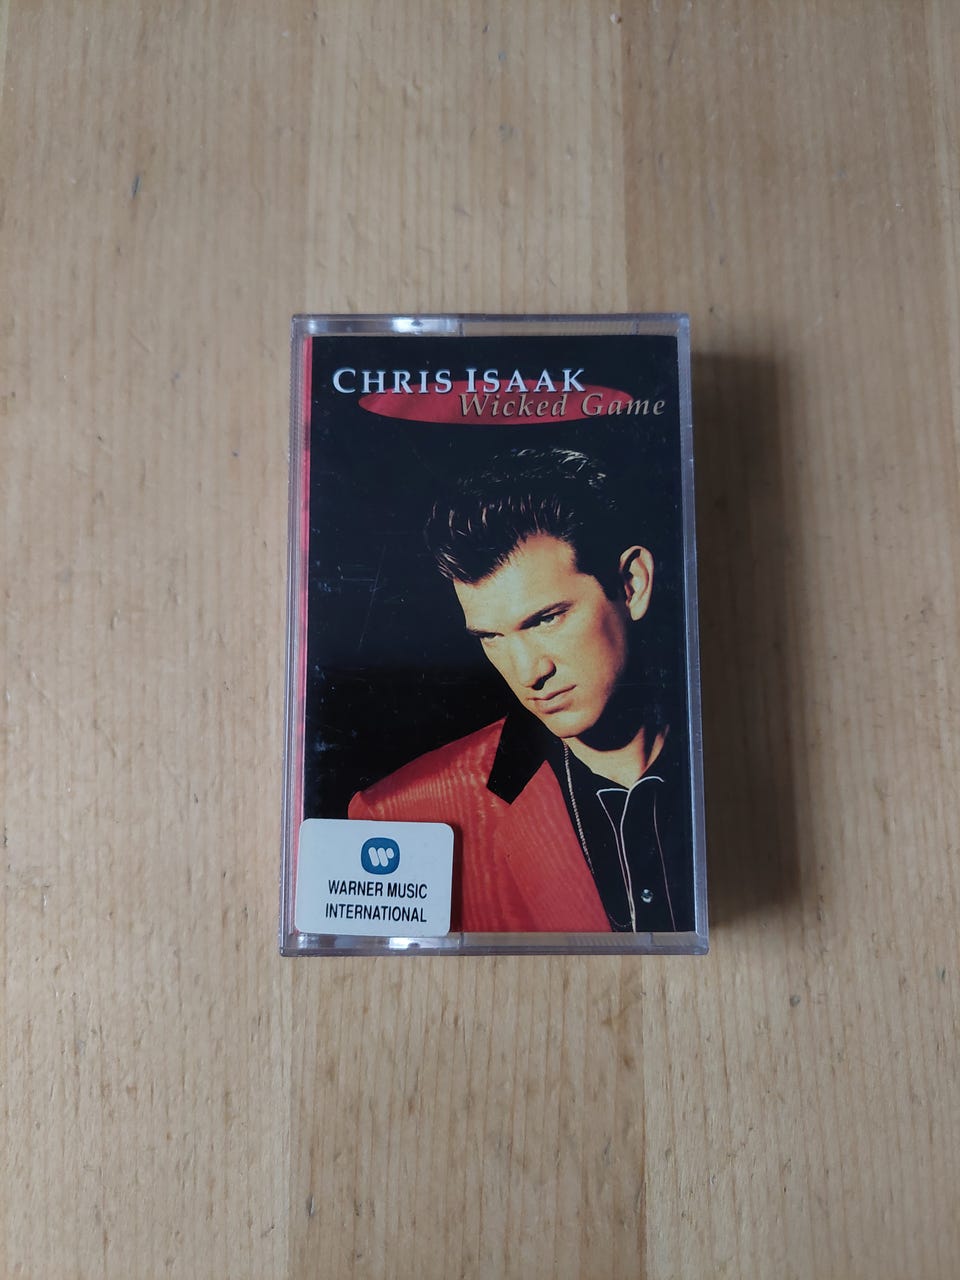 CHRIS ISAAK
Wicked Game
WARNER MUSIC
INTERNATIONAL